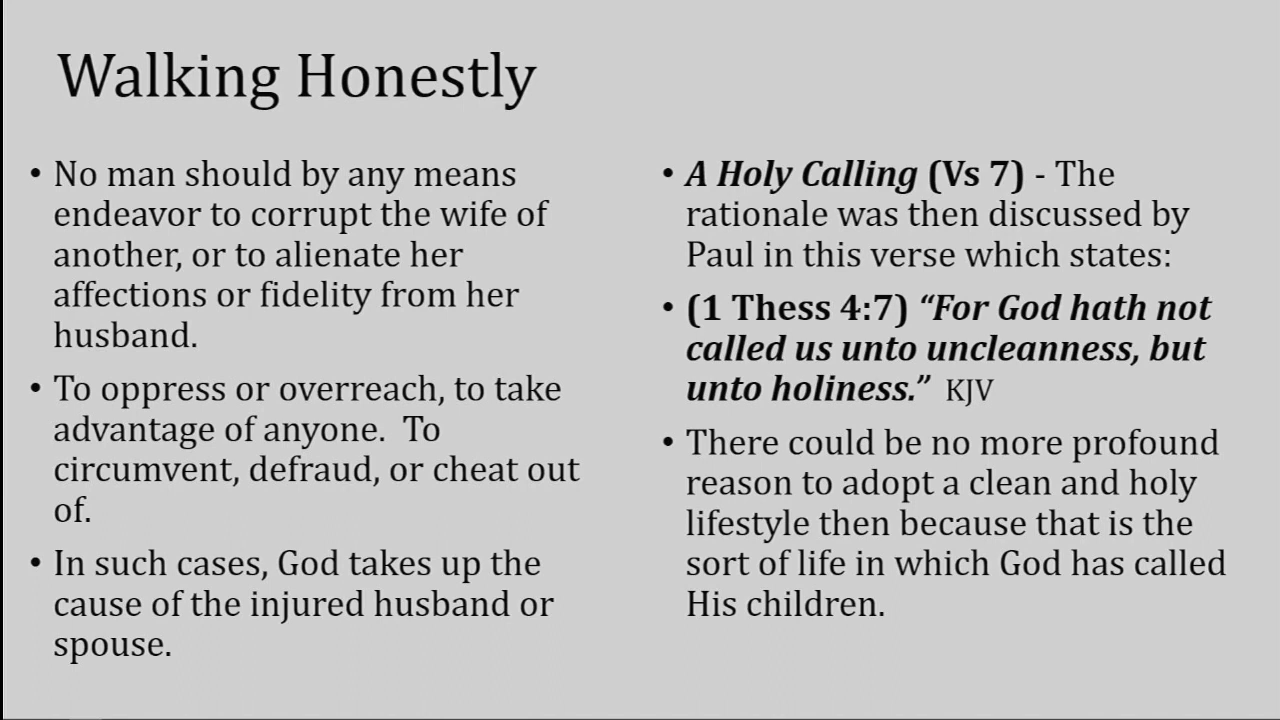 Walking Honestly
• No man should by any means
endeavor to corrupt the wife of
another, or to alienate her
affections or fidelity from her
husband.
• To oppress or overreach, to take
advantage of anyone.  To
circumvent, defraud, or cheat out
of.
• In such cases, God takes up the
cause of the injured husband or
spouse.
• A Holy Calling (Vs 7) - The
rationale was then discussed by
Paul in this verse which states:
• (1 Thess 4:7) “For God hath not
called us unto uncleanness, but
unto holiness.”  KJV
• There could be no more profound
reason to adopt a clean and holy
lifestyle then because that is the
sort of life in which God has called
His children.